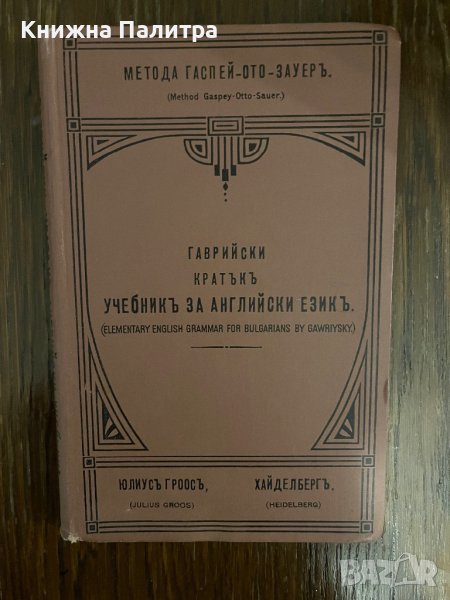 Книжна Палитра
МЕТОДА ГАСПЕЙ-ОТО-ЗАУЕРЪ.
(Method Gaspey-Otto-Sauer.)
ГАВРИЙСКИ
КРАТЪКЪ
УЧЕБНИКЪ ЗА АНГЛИЙСКИ ЕЗИКЪ.
(ELEMENTARY ENGLISH GRAMMAR FOR BULGARIANS BY GAWRIYSKY.)
ЮЛИУСЪ ГРООСЪ, ХАЙДЕЛБЕРГЪ.
(JULIUS GROOS) (HEIDELBERG)
BAZAR